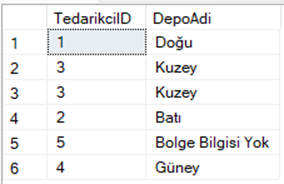 TedarikciID DepoAdi
1 1 Doğu
2 3 Kuzey
3 3 Kuzey
4 2 Batı
5 5 Bolge Bilgisi Yok
6 4 Güney